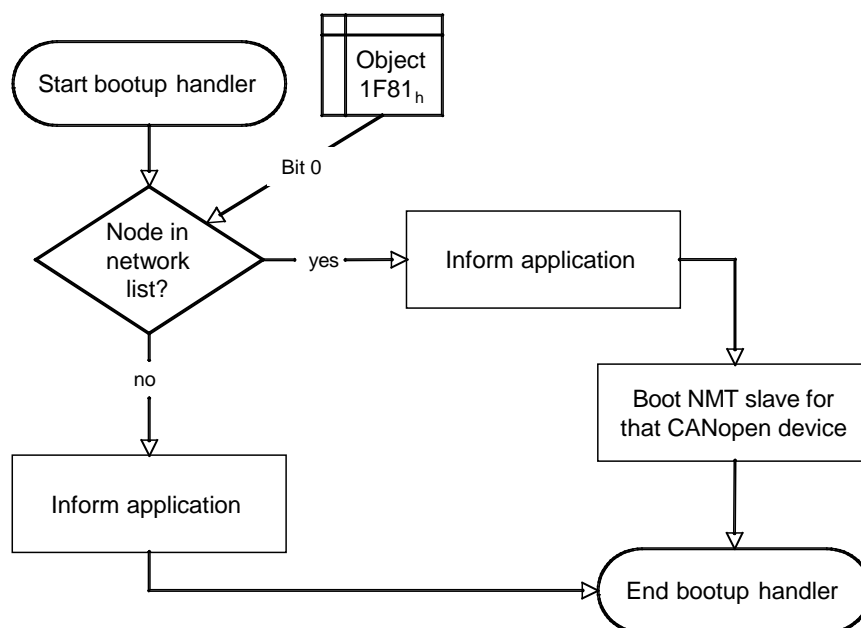 Start bootup handler
Object
1F81h
Bit 0
Node in
network
list?
yes
Inform application
no
Boot NMT slave for
that CANopen device
Inform application
End bootup handler